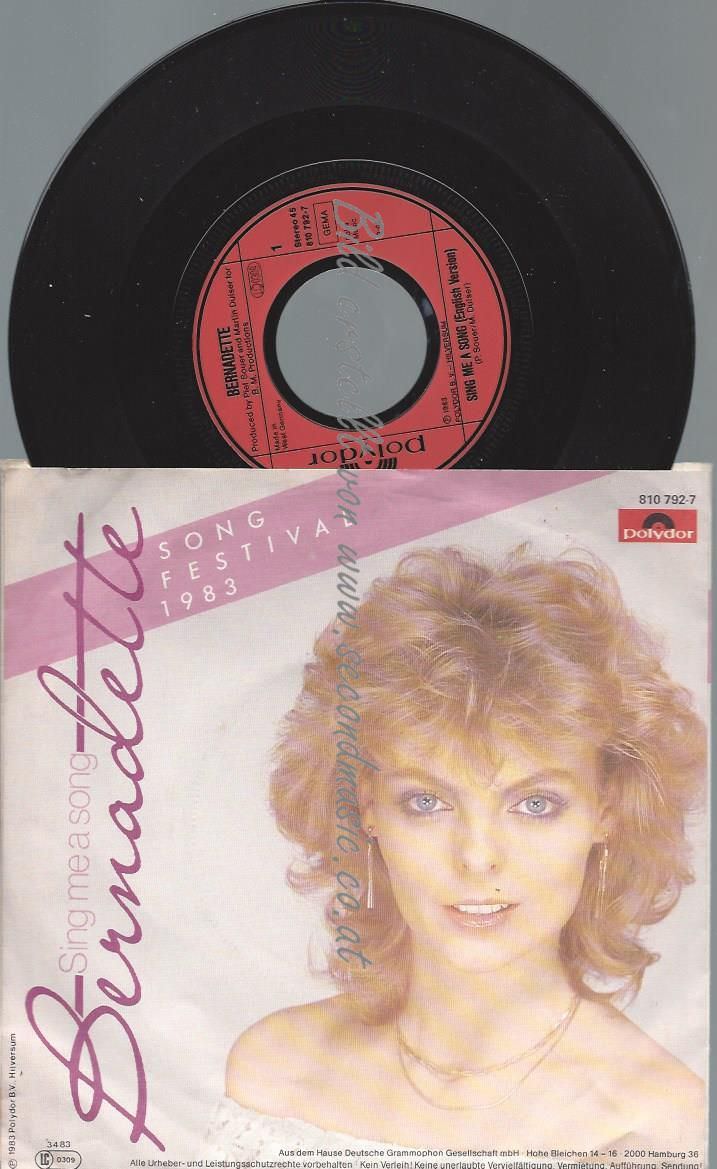 BERNADETTE
Produced by Piet Souer and Martin Duiser for
B. M. Productions
Made in
West Germany
1
Stereo 45
810 792-7
GEMA
℗ 1983
POLYDOR B. V. - HILVERSUM
SING ME A SONG (English Version)
(P. Souer/M. Duiser)
polydor
Bild erstellt von www.secondmusic.co.at
810 792-7
polydor
SONG
FESTIVAL
1983
Sing me a song
Bernadette
℗ 1983 Polydor B.V. Hilversum
3483
LC 0309
Aus dem Hause Deutsche Grammophon Gesellschaft mbH · Hohe Bleichen 14 – 16 · 2000 Hamburg 36
Alle Urheber- und Leistungsschutzrechte vorbehalten · Kein Verleih! Keine unerlaubte Vervielfältigung, Vermietung, Aufführung, Sendung!